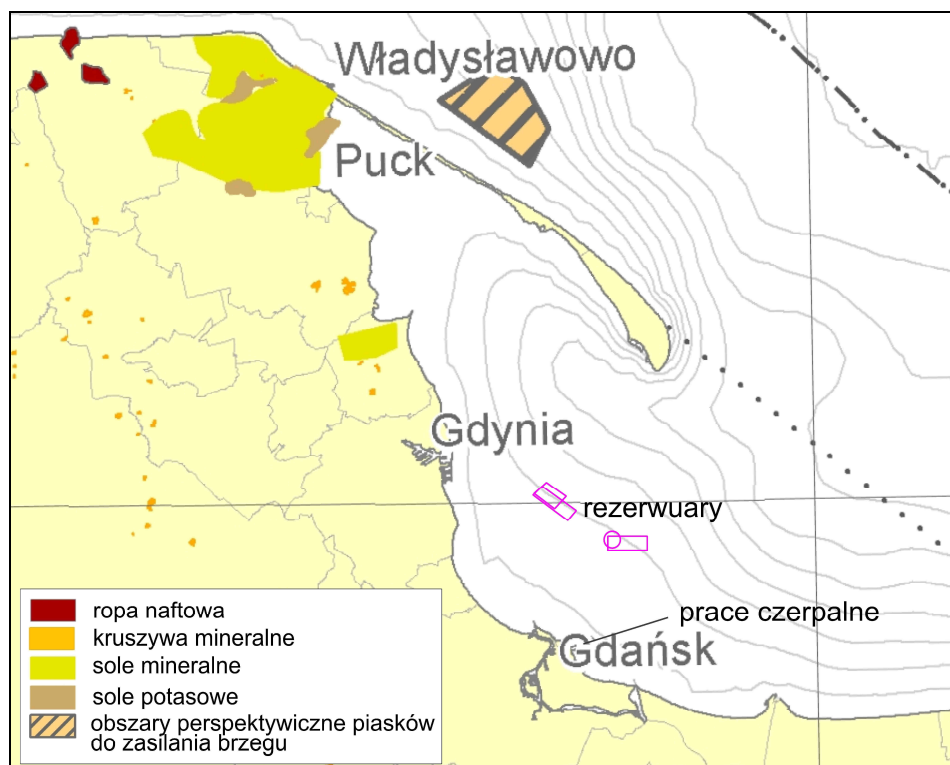 Władysławowo
Puck
Gdynia
rezerwuary
prace czerpalne
Gdańsk
ropa naftowa
kruszywa mineralne
sole mineralne
sole potasowe
obszary perspektywiczne piasków
do zasilania brzegu